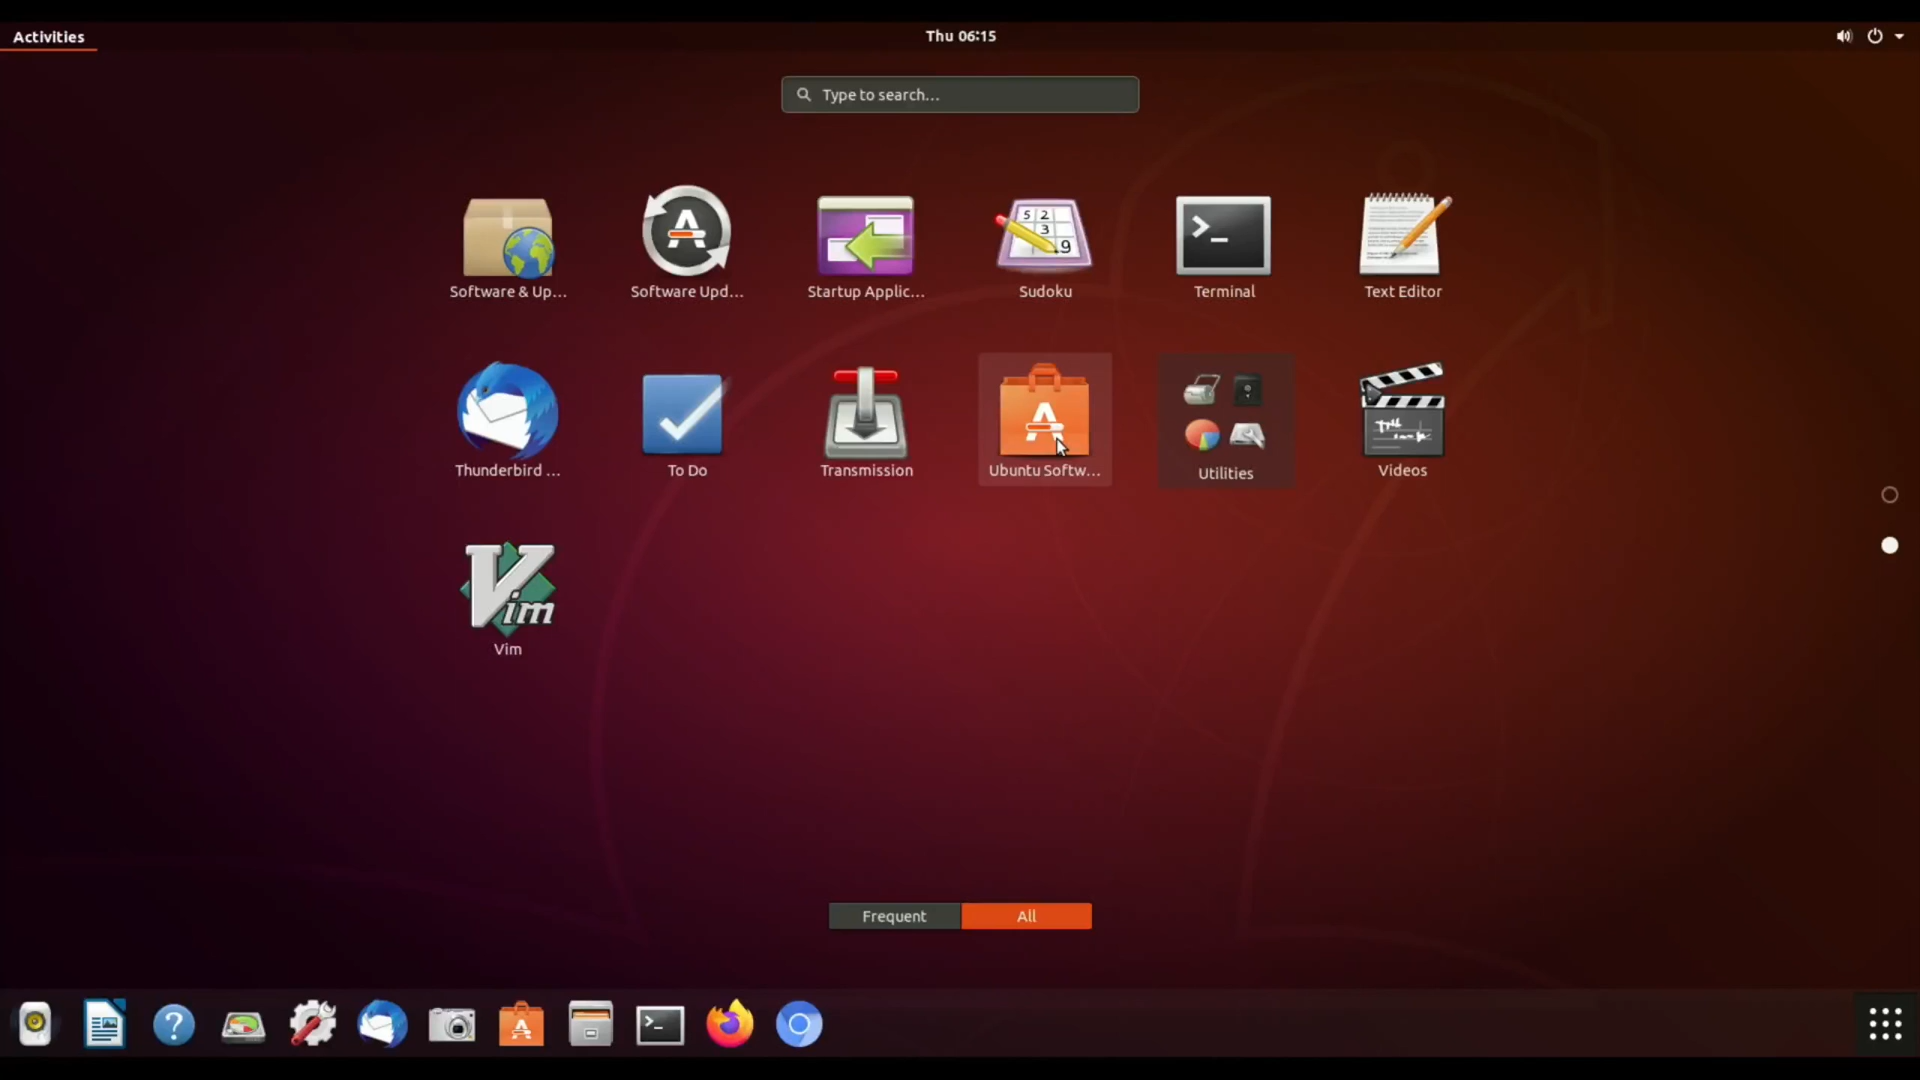 Activities
Thu 06:15
Type to search...
Software & Up...
Software Upd...
Startup Applic...
Sudoku
Terminal
Text Editor
Thunderbird ...
To Do
Transmission
Ubuntu Softw...
Utilities
Videos
Vim
Frequent
All